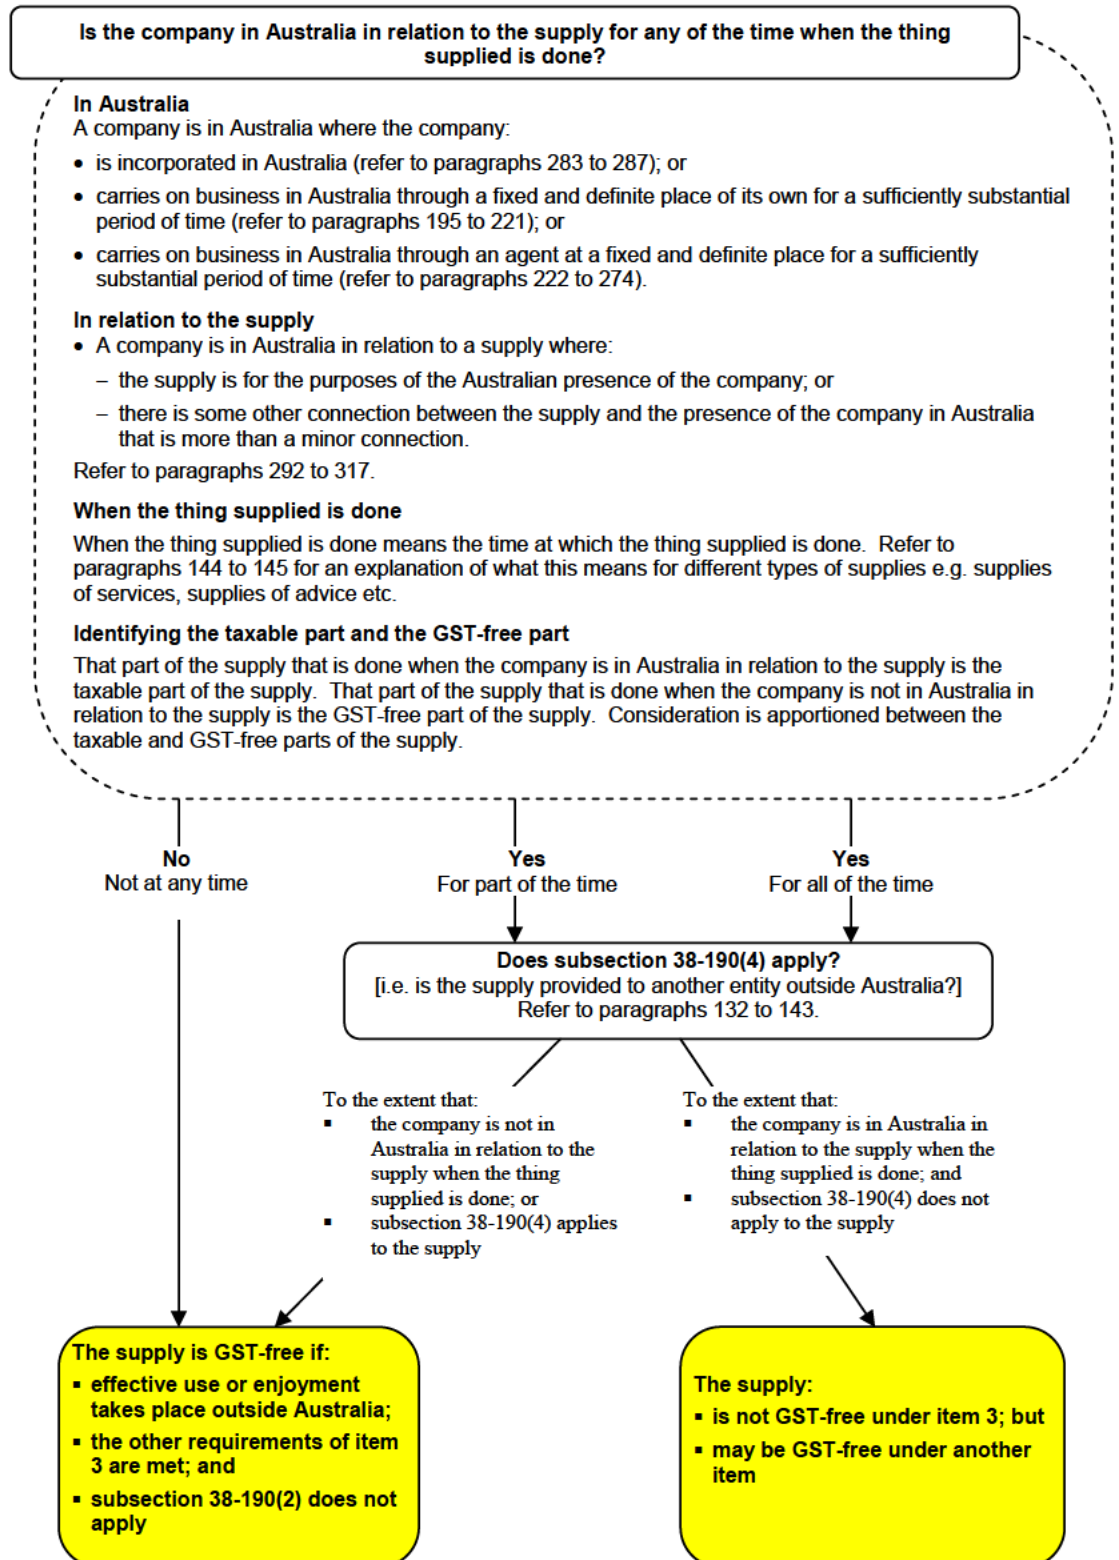 Is the company in Australia in relation to the supply for any of the time when the thing
supplied is done?
In Australia
A company is in Australia where the company:
• is incorporated in Australia (refer to paragraphs 283 to 287); or
• carries on business in Australia through a fixed and definite place of its own for a sufficiently substantial
period of time (refer to paragraphs 195 to 221); or
• carries on business in Australia through an agent at a fixed and definite place for a sufficiently
substantial period of time (refer to paragraphs 222 to 274).
In relation to the supply
• A company is in Australia in relation to a supply where:
– the supply is for the purposes of the Australian presence of the company; or
– there is some other connection between the supply and the presence of the company in Australia
that is more than a minor connection.
Refer to paragraphs 292 to 317.
When the thing supplied is done
When the thing supplied is done means the time at which the thing supplied is done. Refer to
paragraphs 144 to 145 for an explanation of what this means for different types of supplies e.g. supplies
of services, supplies of advice etc.
Identifying the taxable part and the GST-free part
That part of the supply that is done when the company is in Australia in relation to the supply is the
taxable part of the supply. That part of the supply that is done when the company is not in Australia in
relation to the supply is the GST-free part of the supply. Consideration is apportioned between the
taxable and GST-free parts of the supply.
No
Not at any time
Yes
For part of the time
Yes
For all of the time
Does subsection 38-190(4) apply?
[i.e. is the supply provided to another entity outside Australia?]
Refer to paragraphs 132 to 143.
To the extent that:
▪ the company is not in
Australia in relation to the
supply when the thing
supplied is done; or
▪ subsection 38-190(4) applies
to the supply
To the extent that:
▪ the company is in Australia in
relation to the supply when the
thing supplied is done; and
▪ subsection 38-190(4) does not
apply to the supply
The supply is GST-free if:
▪ effective use or enjoyment
takes place outside Australia;
▪ the other requirements of item
3 are met; and
▪ subsection 38-190(2) does not
apply
The supply:
▪ is not GST-free under item 3; but
▪ may be GST-free under another
item